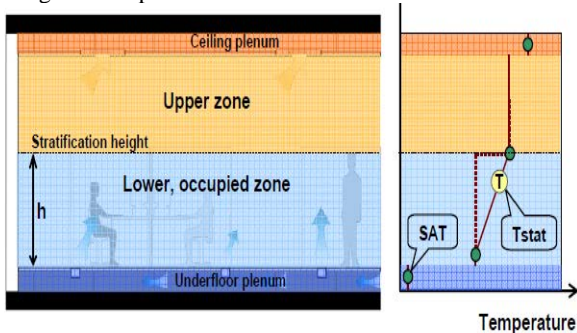 Ceiling plenum
Upper zone
Stratification height
h
Lower, occupied zone
Underfloor plenum
T
SAT
Tstat
Temperature